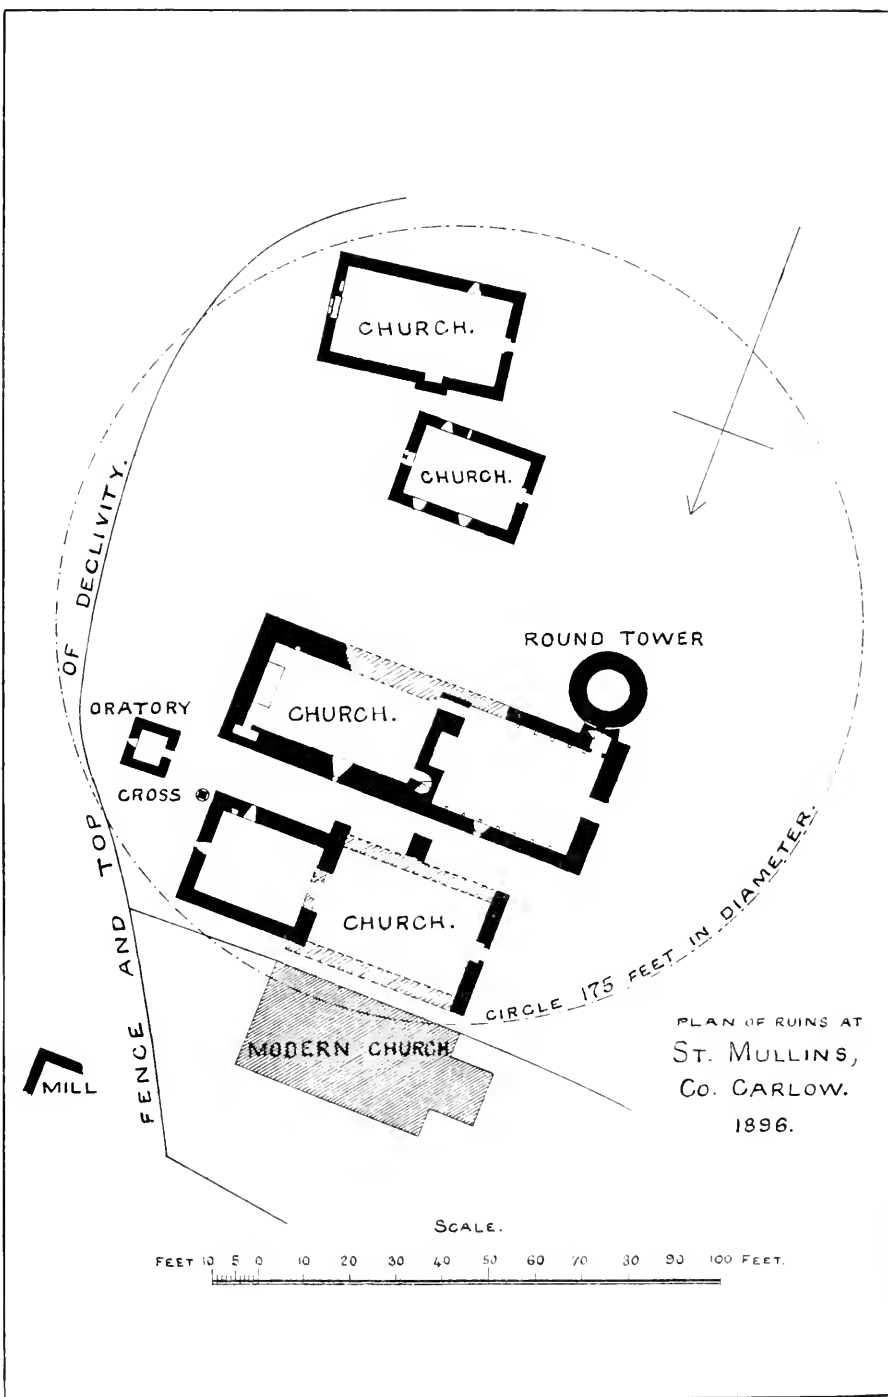 CHURCH.
CHURCH.
ROUND TOWER
ORATORY
CHURCH.
CROSS
CHURCH.
MODERN CHURCH
MILL
FENCE AND TOP OF DECLIVITY.
CIRCLE 175 FEET IN DIAMETER.
PLAN OF RUINS AT
ST. MULLINS,
CO. CARLOW.
1896.
SCALE.
FEET 10 5 0 10 20 30 40 50 60 70 80 90 100 FEET.